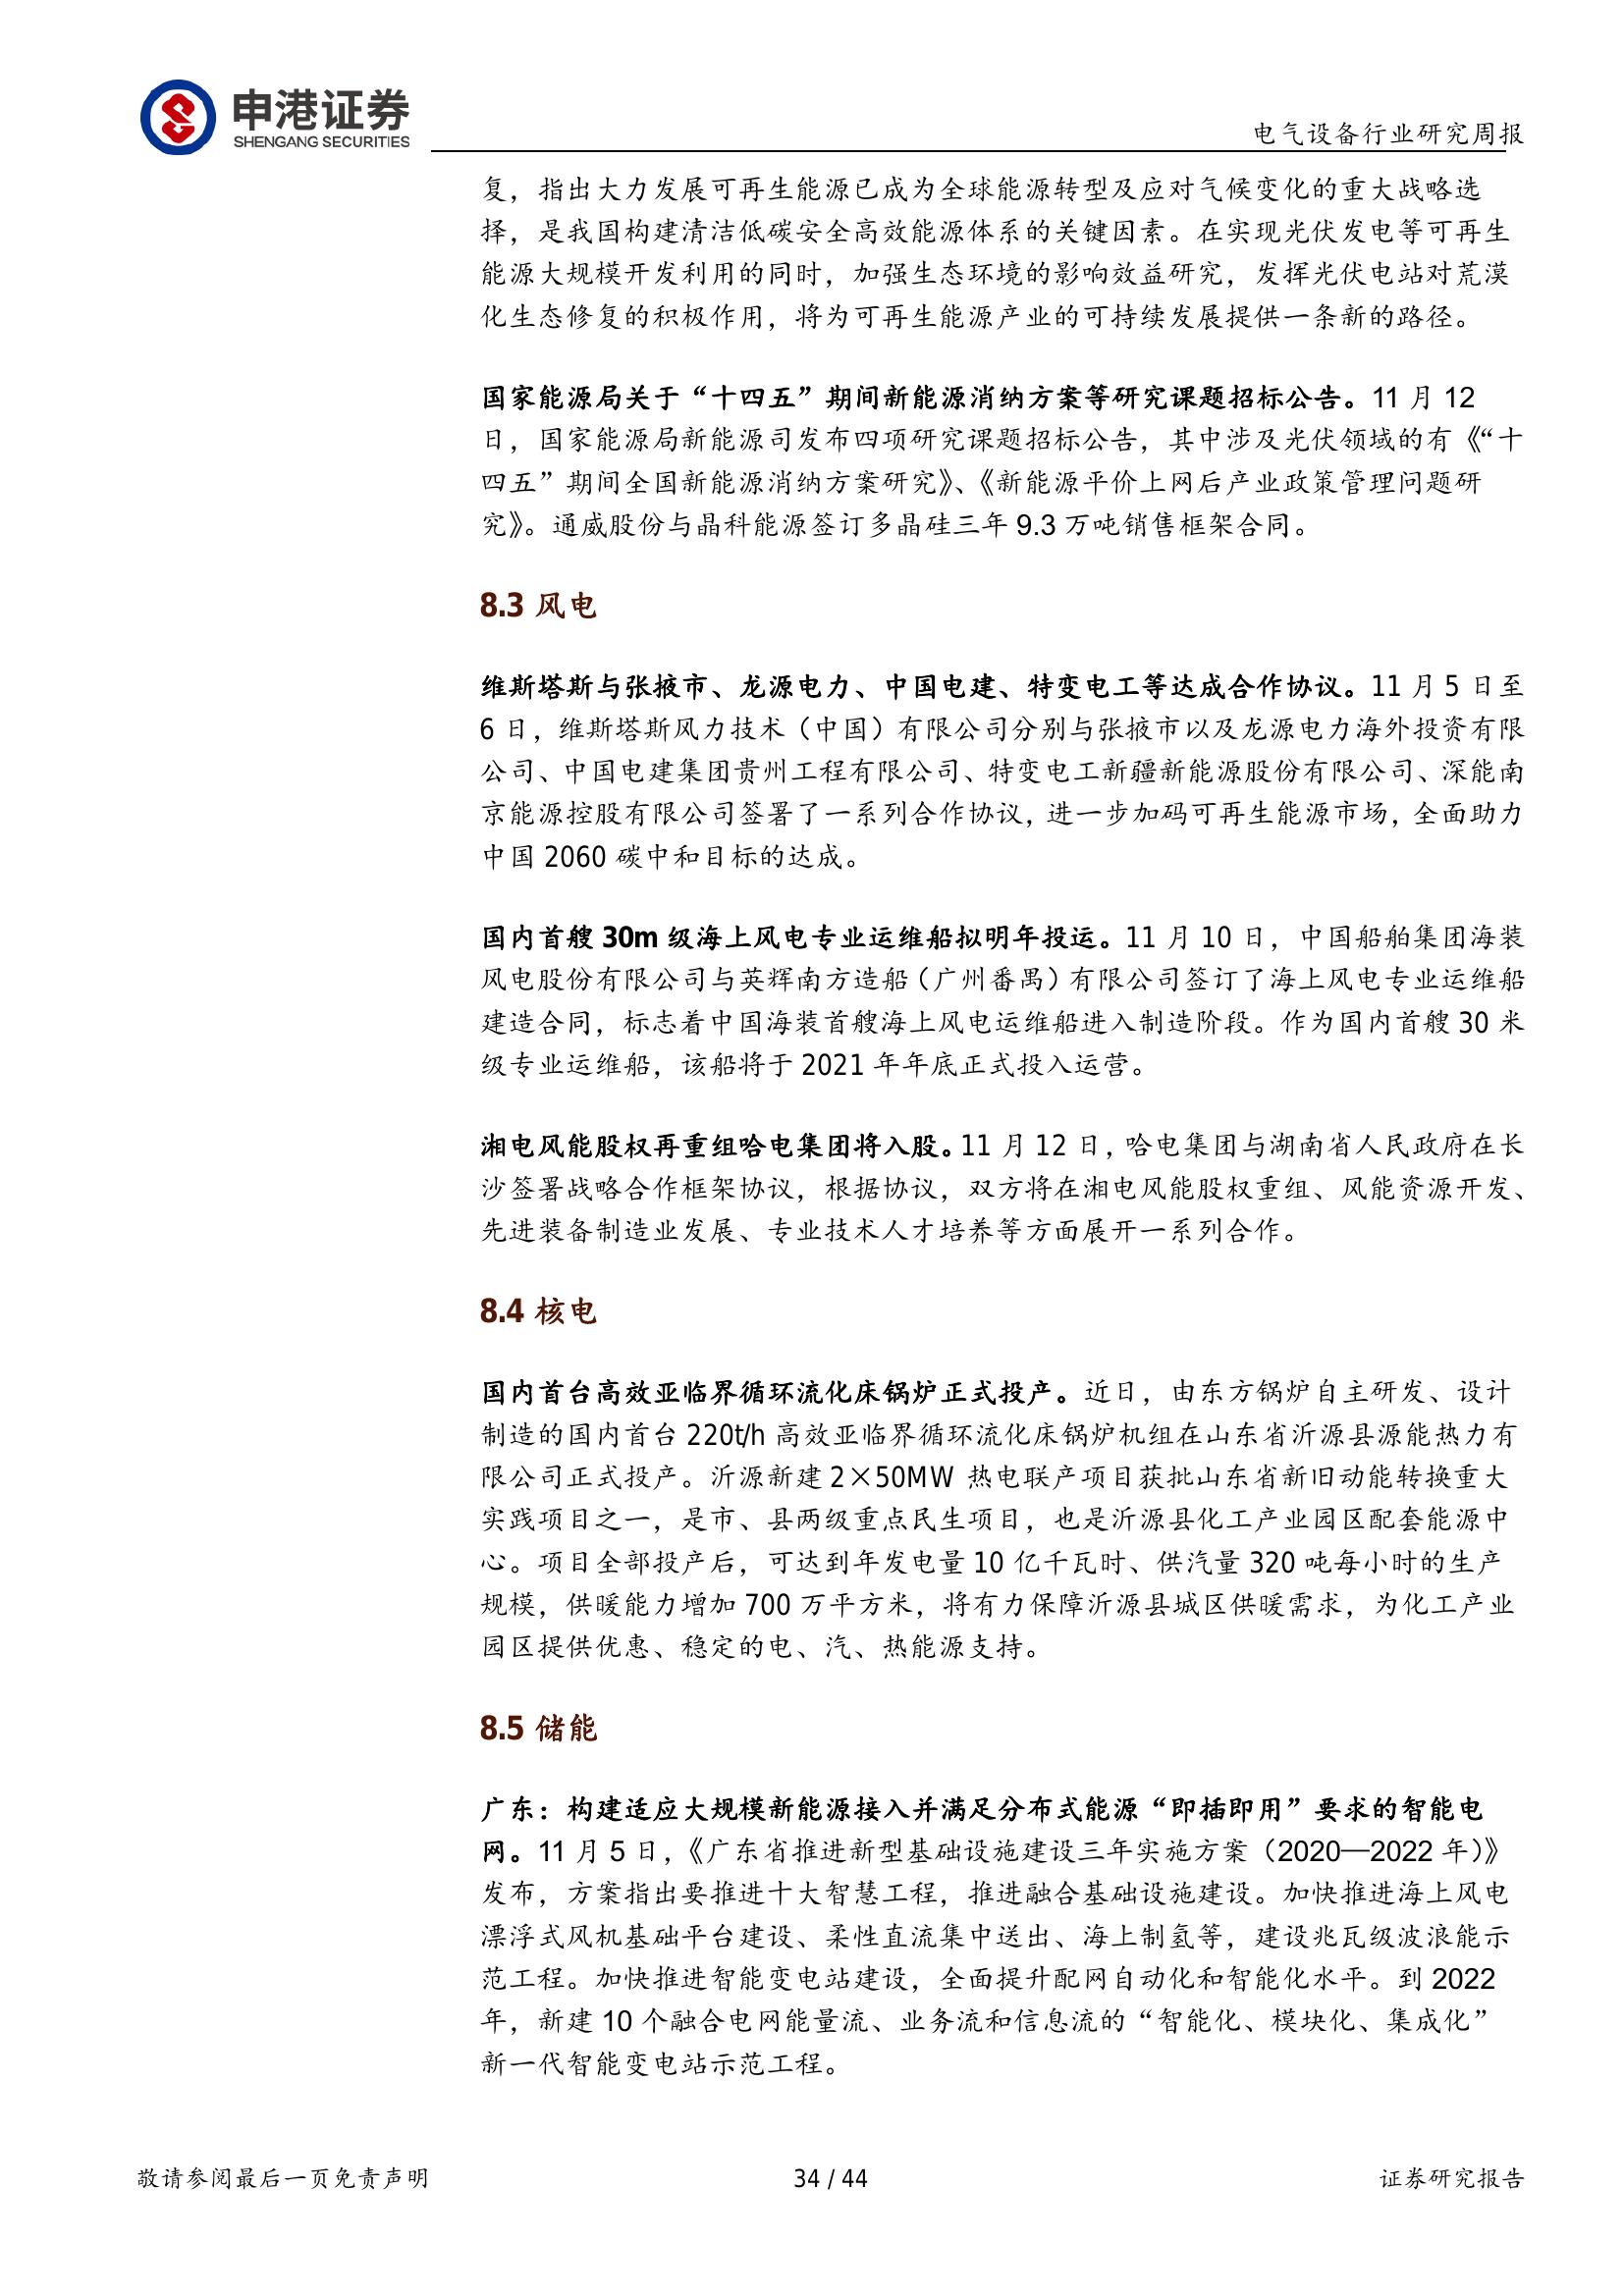 申港证券
SHENGANG SECURITIES
电气设备行业研究周报
复，指出大力发展可再生能源已成为全球能源转型及应对气候变化的重大战略选
择，是我国构建清洁低碳安全高效能源体系的关键因素。在实现光伏发电等可再生
能源大规模开发利用的同时，加强生态环境的影响效益研究，发挥光伏电站对荒漠
化生态修复的积极作用，将为可再生能源产业的可持续发展提供一条新的路径。
国家能源局关于“十四五”期间新能源消纳方案等研究课题招标公告。11 月 12
日，国家能源局新能源司发布四项研究课题招标公告，其中涉及光伏领域的有《“十
四五”期间全国新能源消纳方案研究》、《新能源平价上网后产业政策管理问题研
究》。通威股份与晶科能源签订多晶硅三年 9.3 万吨销售框架合同。
8.3 风电
维斯塔斯与张掖市、龙源电力、中国电建、特变电工等达成合作协议。11 月 5 日至
6 日，维斯塔斯风力技术（中国）有限公司分别与张掖市以及龙源电力海外投资有限
公司、中国电建集团贵州工程有限公司、特变电工新疆新能源股份有限公司、深能南
京能源控股有限公司签署了一系列合作协议，进一步加码可再生能源市场，全面助力
中国 2060 碳中和目标的达成。
国内首艘 30m 级海上风电专业运维船拟明年投运。11 月 10 日，中国船舶集团海装
风电股份有限公司与英辉南方造船（广州番禺）有限公司签订了海上风电专业运维船
建造合同，标志着中国海装首艘海上风电运维船进入制造阶段。作为国内首艘 30 米
级专业运维船，该船将于 2021 年年底正式投入运营。
湘电风能股权再重组哈电集团将入股。11 月 12 日，哈电集团与湖南省人民政府在长
沙签署战略合作框架协议，根据协议，双方将在湘电风能股权重组、风能资源开发、
先进装备制造业发展、专业技术人才培养等方面展开一系列合作。
8.4 核电
国内首台高效亚临界循环流化床锅炉正式投产。近日，由东方锅炉自主研发、设计
制造的国内首台 220t/h 高效亚临界循环流化床锅炉机组在山东省沂源县源能热力有
限公司正式投产。沂源新建 2×50MW 热电联产项目获批山东省新旧动能转换重大
实践项目之一，是市、县两级重点民生项目，也是沂源县化工产业园区配套能源中
心。项目全部投产后，可达到年发电量 10 亿千瓦时、供汽量 320 吨每小时的生产
规模，供暖能力增加 700 万平方米，将有力保障沂源县城区供暖需求，为化工产业
园区提供优惠、稳定的电、汽、热能源支持。
8.5 储能
广东：构建适应大规模新能源接入并满足分布式能源“即插即用”要求的智能电
网。11 月 5 日，《广东省推进新型基础设施建设三年实施方案（2020—2022 年）》
发布，方案指出要推进十大智慧工程，推进融合基础设施建设。加快推进海上风电
漂浮式风机基础平台建设、柔性直流集中送出、海上制氢等，建设兆瓦级波浪能示
范工程。加快推进智能变电站建设，全面提升配网自动化和智能化水平。到 2022
年，新建 10 个融合电网能量流、业务流和信息流的“智能化、模块化、集成化”
新一代智能变电站示范工程。
敬请参阅最后一页免责声明
34 / 44
证券研究报告